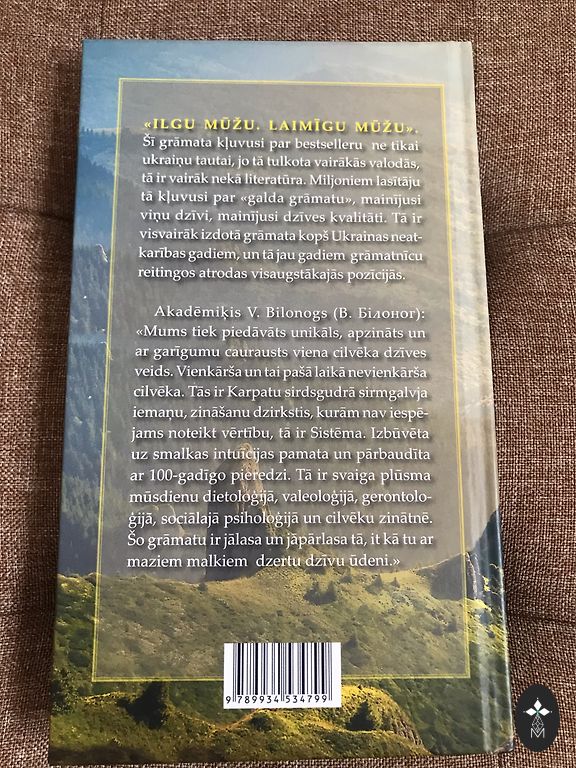 «ILGU MŪŽU. LAIMĪGU MŪŽU».
Šī grāmata kļuvusi par bestselleru ne tikai
ukraiņu tautai, jo tā tulkota vairākās valodās,
tā ir vairāk nekā literatūra. Miljoniem lasītāju
tā kļuvusi par «galda grāmatu», mainījusi
viņu dzīvi, mainījusi dzīves kvalitāti. Tā ir
visvairāk izdotā grāmata kopš Ukrainas neat-
karības gadiem, un tā jau gadiem grāmatnīcu
reitingos atrodas visaugstākajās pozīcijās.
Akadēmiķis V. Bilonogs (В. Білоног):
«Mums tiek piedāvāts unikāls, apzināts un
ar garīgumu caurausts viena cilvēka dzīves
veids. Vienkārša un tai pašā laikā nevienkārša
cilvēka. Tās ir Karpatu sirdsgudrā sirmgalvja
iemaņu, zināšanu dzirkstis, kurām nav iespē-
jams noteikt vērtību, tā ir Sistēma. Izbūvēta
uz smalkas intuīcijas pamata un pārbaudīta
ar 100-gadīgo pieredzi. Tā ir svaiga plūsma
mūsdienu dietoloģijā, valeoloģijā, gerontolo-
ģijā, sociālajā psiholoģijā un cilvēku zinātnē.
Šo grāmatu ir jālasa un jāpārlasa tā, it kā tu ar
maziem malkiem dzertu dzīvu ūdeni.»
9 789934 534799
M